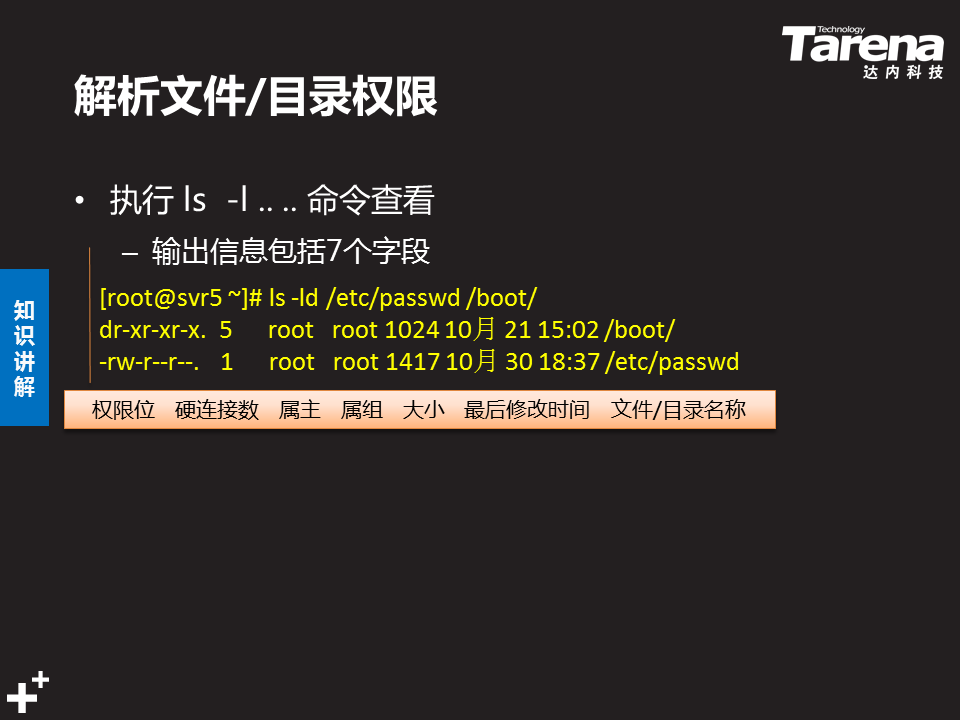 Technology
Tarena
达内科技
解析文件/目录权限
• 执行 ls -l .. .. 命令查看
– 输出信息包括7个字段
[root@svr5 ~]# ls -ld /etc/passwd /boot/
dr-xr-xr-x. 5 root root 1024 10月 21 15:02 /boot/
-rw-r--r--. 1 root root 1417 10月 30 18:37 /etc/passwd
权限位 硬连接数 属主 属组 大小 最后修改时间 文件/目录名称
知识讲解